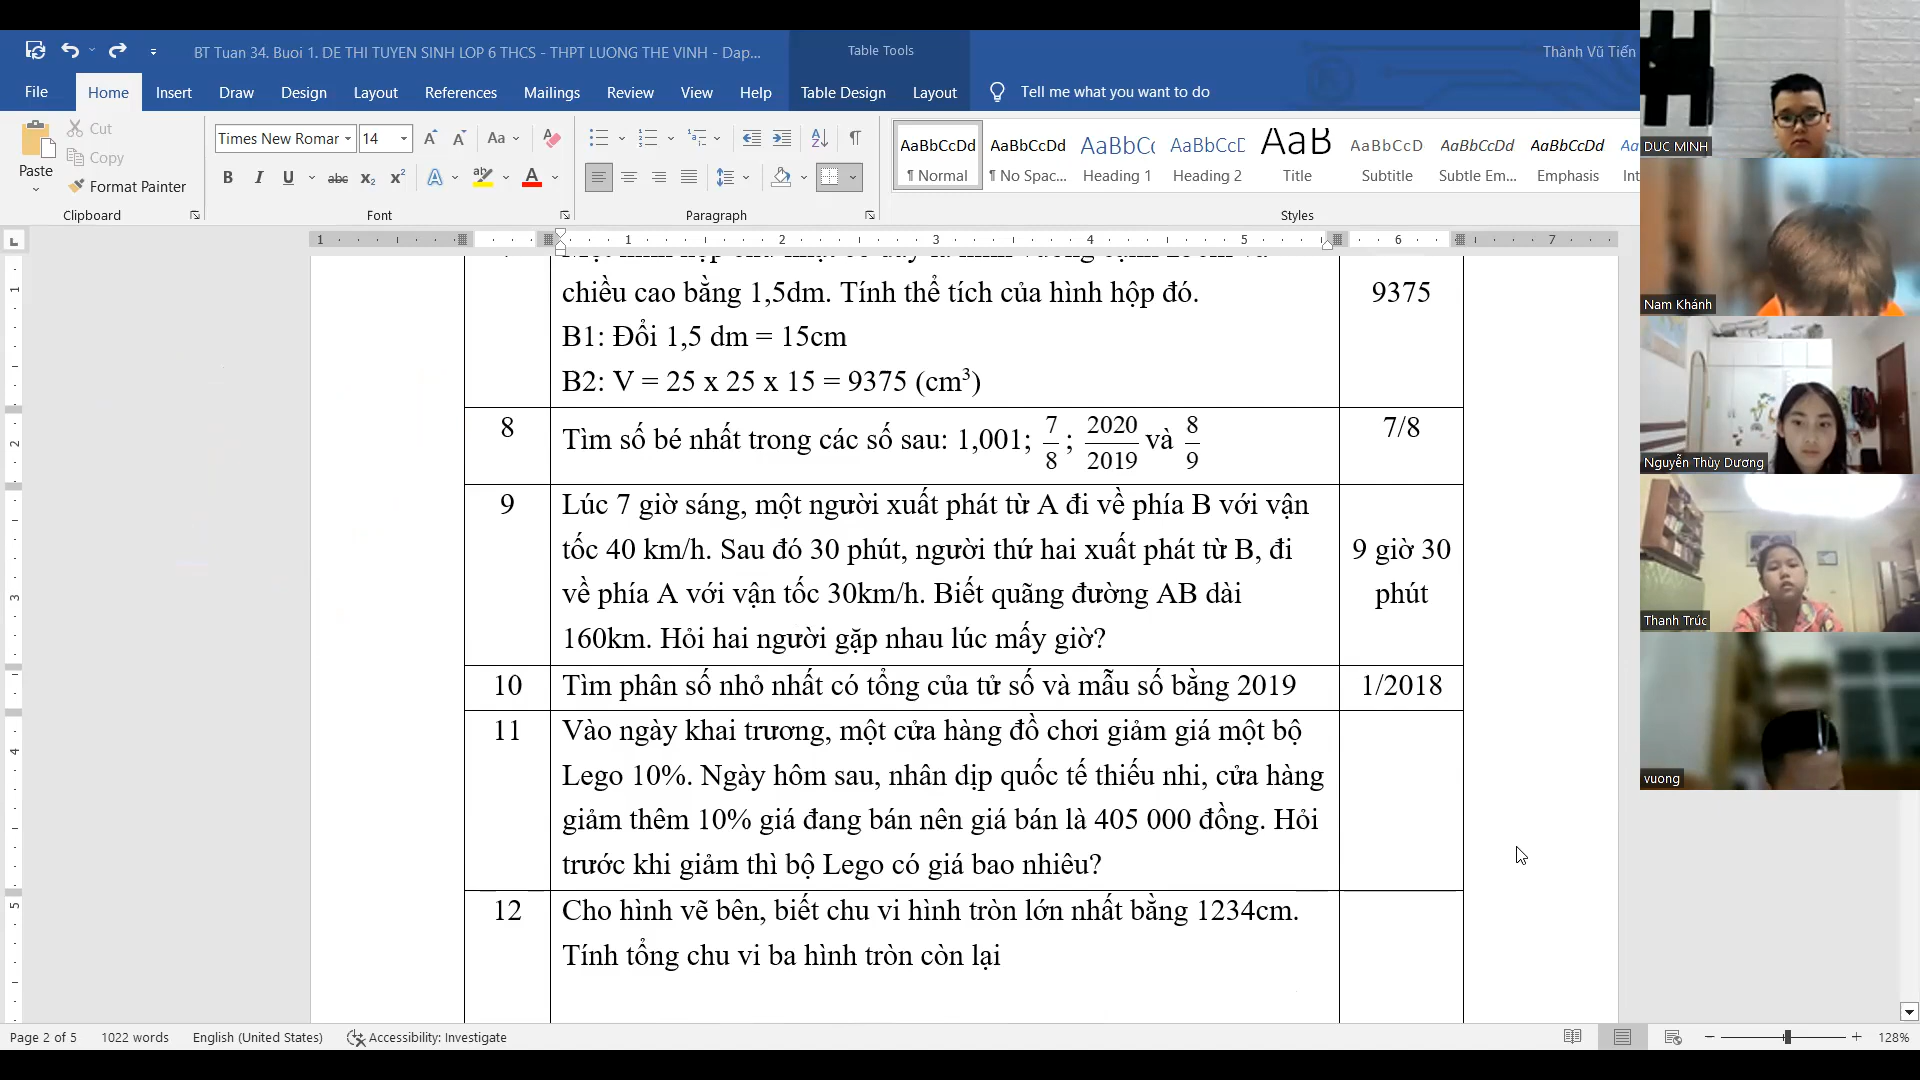 BT Tuan 34. Buoi 1. DE THI TUYEN SINH LOP 6 THCS - THPT LUONG THE VINH - Dap...
Table Tools
Thành Vũ Tiến
File Home Insert Draw Design Layout References Mailings Review View Help Table Design Layout Tell me what you want to do
Paste
Cut
Copy
Format Painter
Clipboard
Times New Romar 14
Font
Paragraph
AaBbCcDd AaBbCcDd AaBbCc AaBbCcD AaB AaBbCcD AaBbCcDd AaBbCcDd
¶ Normal ¶ No Spac... Heading 1 Heading 2 Title Subtitle Subtle Em... Emphasis
Styles
1 1 2 3 4 5 6 7
chiều cao bằng 1,5dm. Tính thể tích của hình hộp đó. 9375
B1: Đổi 1,5 dm = 15cm
B2: V = 25 x 25 x 15 = 9375 (cm³)
8 Tìm số bé nhất trong các số sau: 1,001; 7/8; 2020/2019 và 8/9 7/8
9 Lúc 7 giờ sáng, một người xuất phát từ A đi về phía B với vận
tốc 40 km/h. Sau đó 30 phút, người thứ hai xuất phát từ B, đi 9 giờ 30
về phía A với vận tốc 30km/h. Biết quãng đường AB dài phút
160km. Hỏi hai người gặp nhau lúc mấy giờ?
10 Tìm phân số nhỏ nhất có tổng của tử số và mẫu số bằng 2019 1/2018
11 Vào ngày khai trương, một cửa hàng đồ chơi giảm giá một bộ
Lego 10%. Ngày hôm sau, nhân dịp quốc tế thiếu nhi, cửa hàng
giảm thêm 10% giá đang bán nên giá bán là 405 000 đồng. Hỏi
trước khi giảm thì bộ Lego có giá bao nhiêu?
12 Cho hình vẽ bên, biết chu vi hình tròn lớn nhất bằng 1234cm.
Tính tổng chu vi ba hình tròn còn lại
Page 2 of 5 1022 words English (United States) Accessibility: Investigate 128%
DUC MINH
Nam Khánh
Nguyễn Thùy Dương
Thanh Trúc
vuong